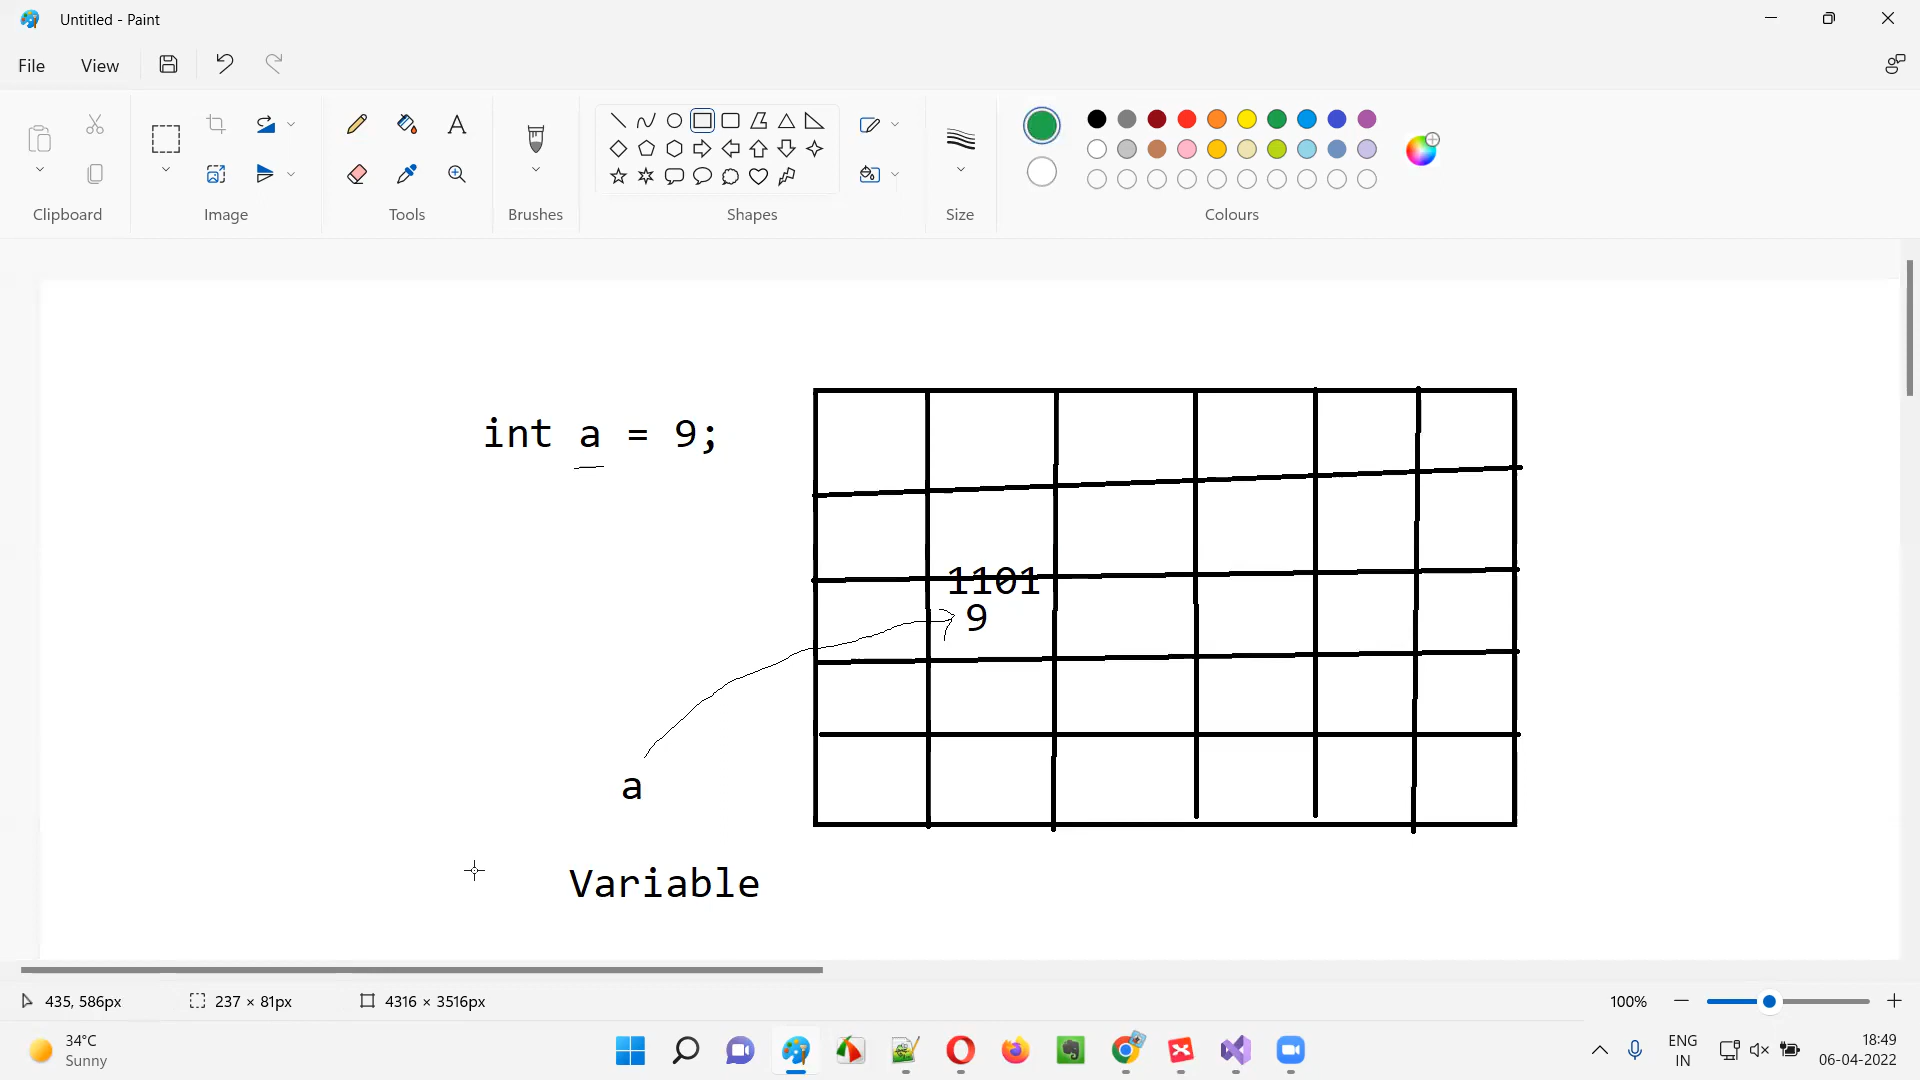 Untitled - Paint
File
View
Clipboard
Image
Tools
Brushes
Shapes
Size
Colours
int a = 9;
1101
9
a
Variable
435, 586px
237 × 81px
4316 × 3516px
100%
34°C
Sunny
ENG
IN
18:49
06-04-2022